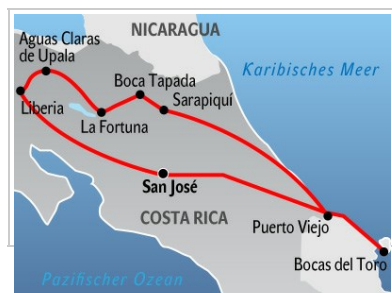 NICARAGUA
Aguas Claras
de Upala
Boca Tapada
Karibisches Meer
Sarapiquí
Liberia
La Fortuna
San José
COSTA RICA
Puerto Viejo
Bocas del Toro
Pazifischer Ozeon